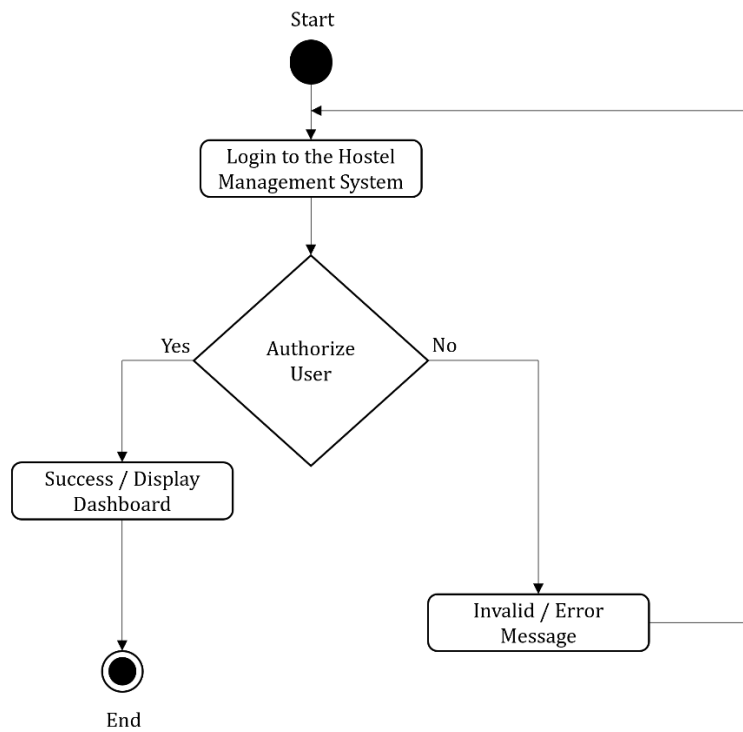 Start
Login to the Hostel
Management System
Authorize
User
Yes
No
Success / Display
Dashboard
Invalid / Error
Message
End